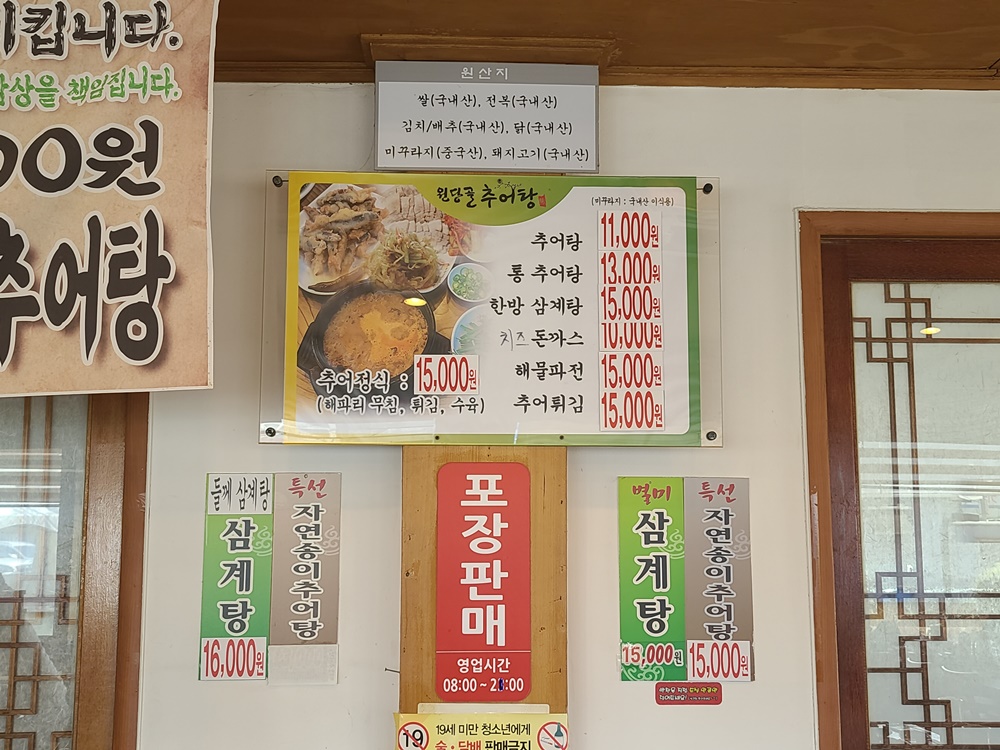 키킵니다.
상을 책임집니다.
00원
추어탕
원산지
쌀(국내산), 전복(국내산)
김치/배추(국내산), 닭(국내산)
미꾸라지(중국산), 돼지고기(국내산)
원당골 추어탕
(미꾸라지 : 국내산 이식용)
추어탕 11,000원
통 추어탕 13,000원
한방 삼계탕 15,000원
치즈 돈까스 10,000원
해물파전 15,000원
추어튀김 15,000원
추어정식 : 15,000원
(해파리 무침, 튀김, 수육)
들깨 삼계탕
삼계탕
16,000원
특선
자연송이추어탕
포장판매
영업시간
08:00 ~ 20:00
별미
삼계탕
15,000원
특선
자연송이추어탕
15,000원
19
19세 미만 청소년에게
술·담배 판매금지